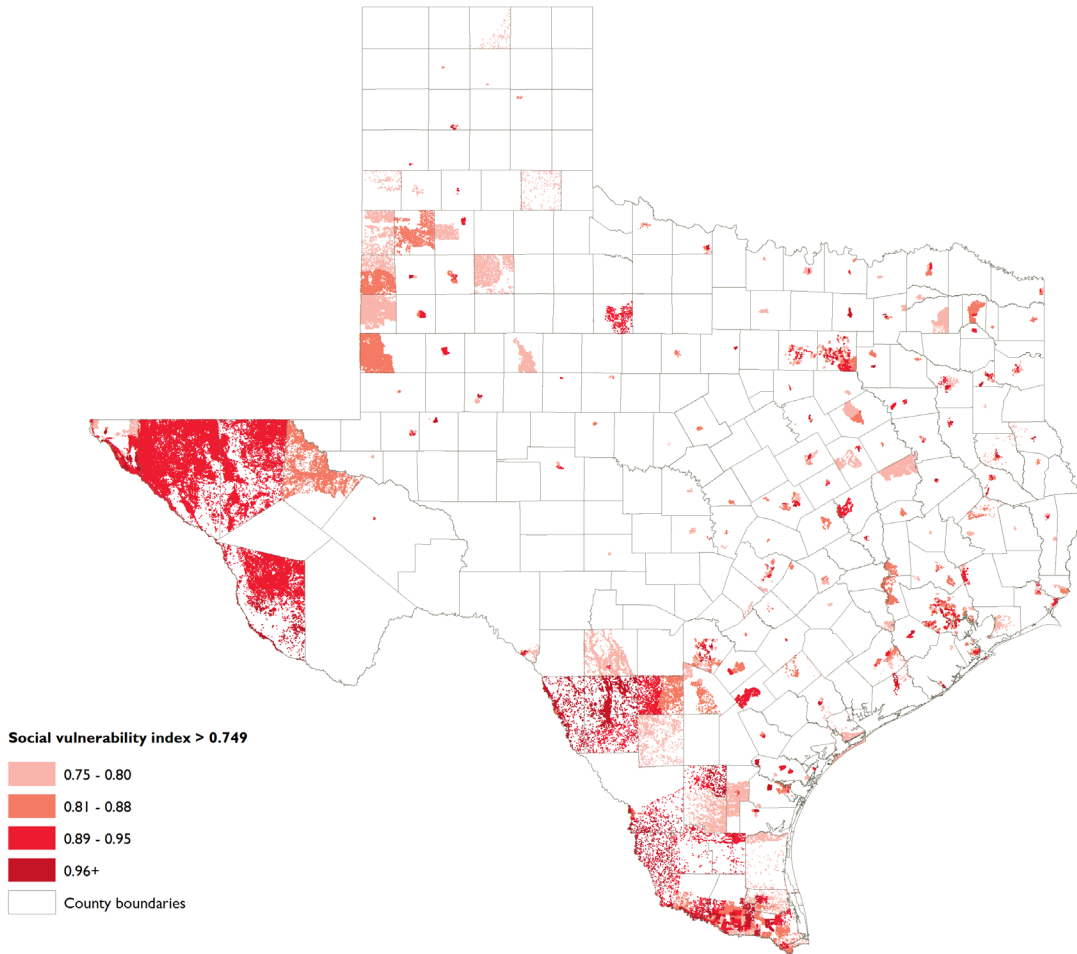 Social vulnerability index > 0.749
0.75 - 0.80
0.81 - 0.88
0.89 - 0.95
0.96+
County boundaries